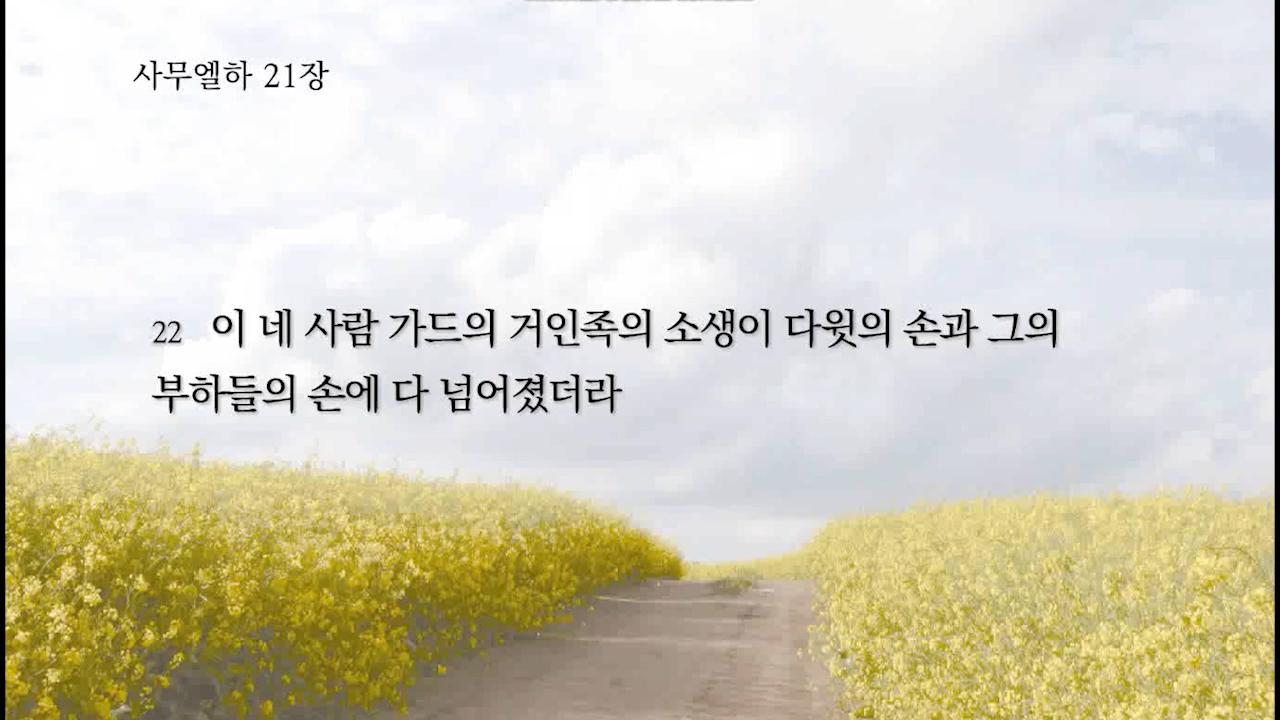 사무엘하 21장
22 이 네 사람 가드의 거인족의 소생이 다윗의 손과 그의
부하들의 손에 다 넘어졌더라